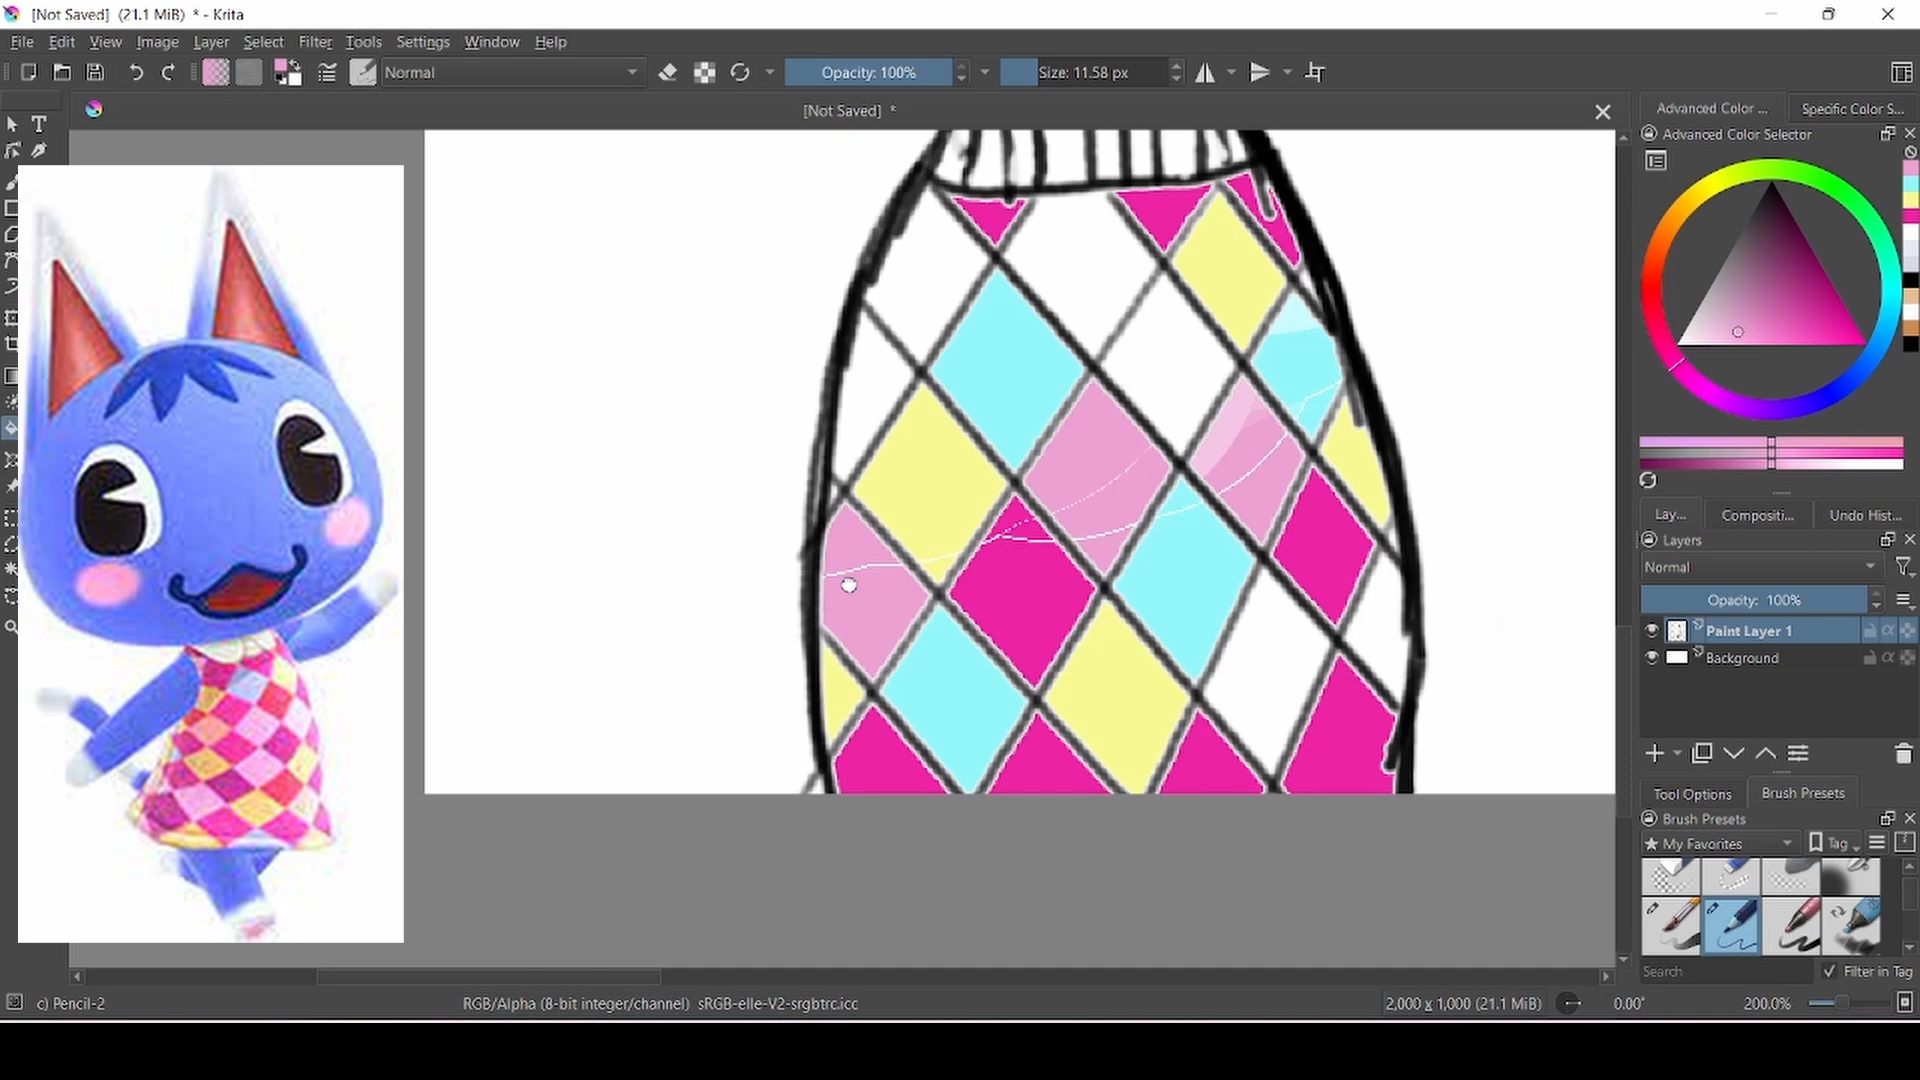 [Not Saved] (21.1 MiB) * - Krita
File Edit View Image Layer Select Filter Tools Settings Window Help
Normal Opacity: 100% Size: 11.58 px
[Not Saved] *
Advanced Color ... Specific Color S...
Advanced Color Selector
Lay... Compositi... Undo Hist...
Layers
Normal
Opacity: 100%
Paint Layer 1
Background
Tool Options Brush Presets
Brush Presets
★ My Favorites Tag
Search Filter in Tag
c) Pencil-2 RGB/Alpha (8-bit integer/channel) sRGB-elle-V2-srgbtrc.icc 2,000 x 1,000 (21.1 MiB) 0.00° 200.0%